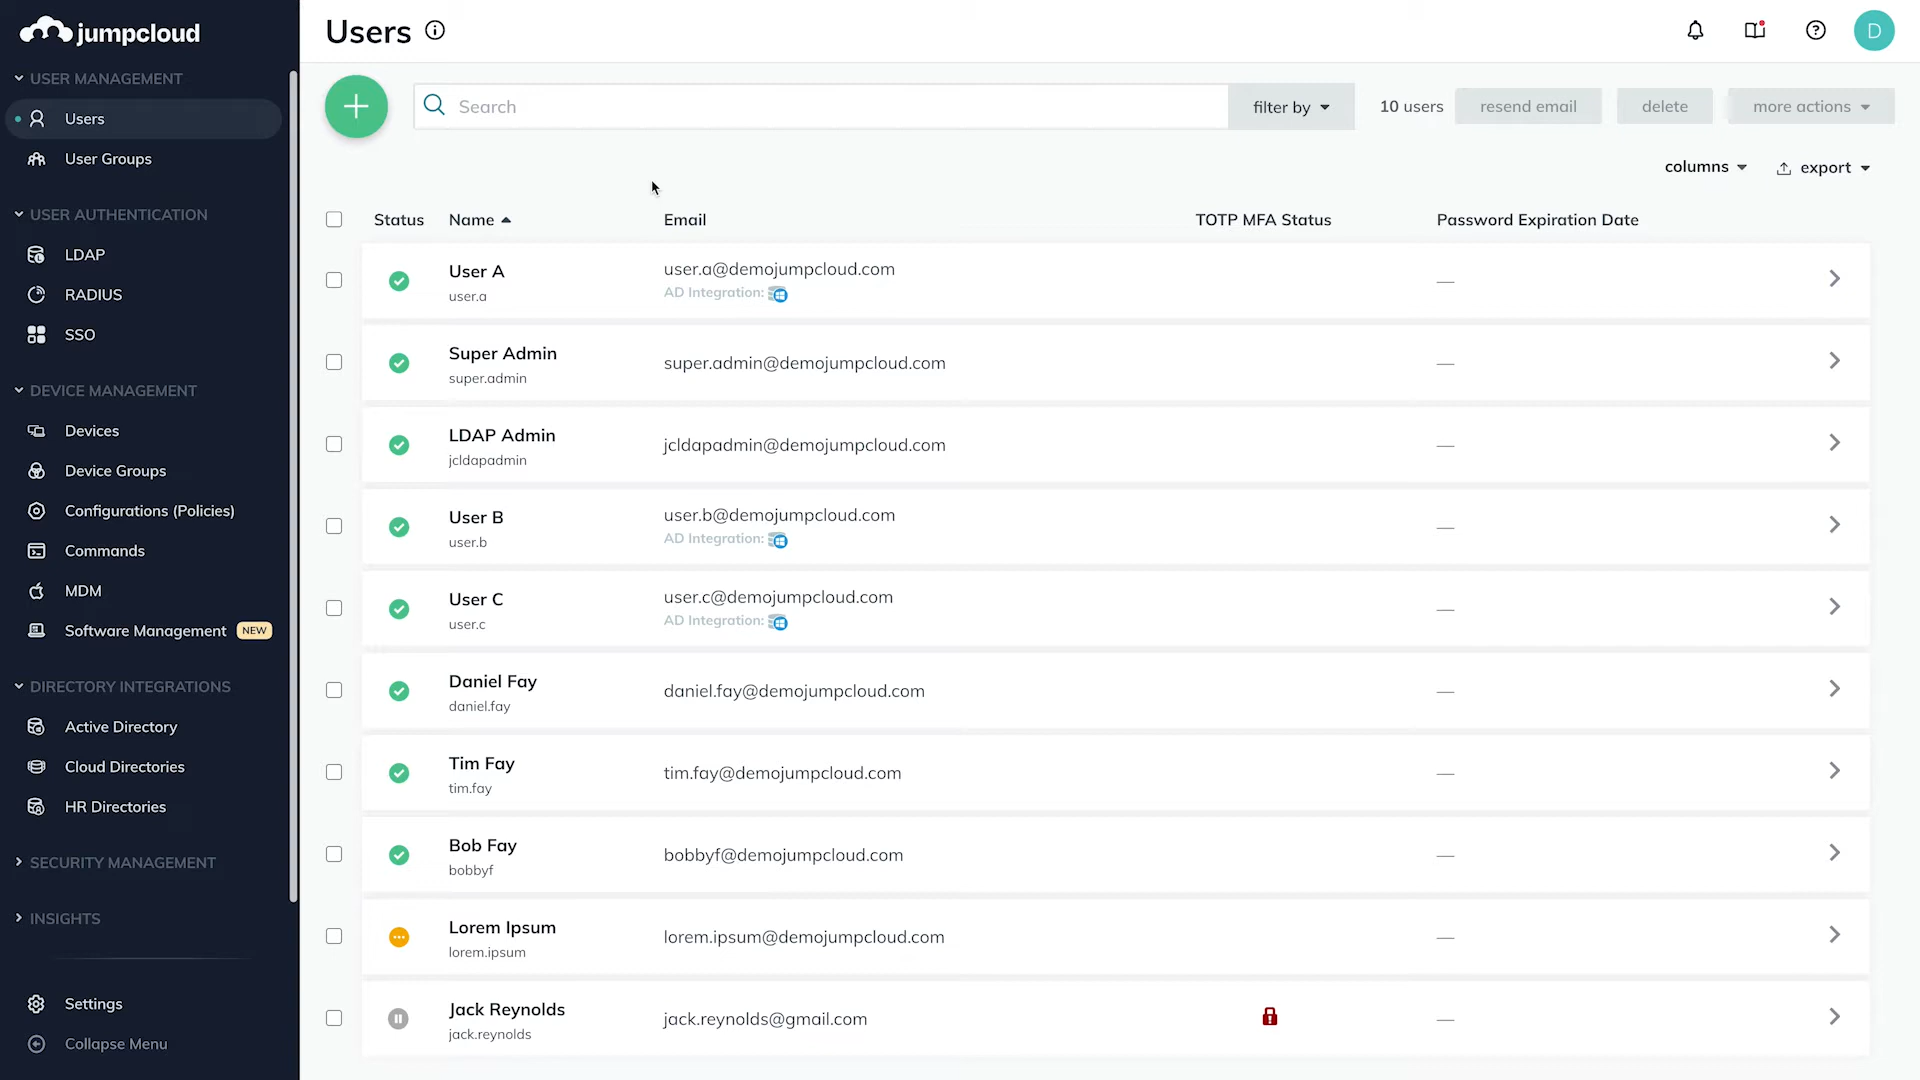 jumpcloud
USER MANAGEMENT
Users
User Groups
USER AUTHENTICATION
LDAP
RADIUS
SSO
DEVICE MANAGEMENT
Devices
Device Groups
Configurations (Policies)
Commands
MDM
Software Management NEW
DIRECTORY INTEGRATIONS
Active Directory
Cloud Directories
HR Directories
SECURITY MANAGEMENT
INSIGHTS
Settings
Collapse Menu
Users
D
Search
filter by
10 users
resend email
delete
more actions
columns
export
Status Name Email TOTP MFA Status Password Expiration Date
User A
user.a
user.a@demojumpcloud.com
AD Integration:
—
Super Admin
super.admin
super.admin@demojumpcloud.com
—
LDAP Admin
jcldapadmin
jcldapadmin@demojumpcloud.com
—
User B
user.b
user.b@demojumpcloud.com
AD Integration:
—
User C
user.c
user.c@demojumpcloud.com
AD Integration:
—
Daniel Fay
daniel.fay
daniel.fay@demojumpcloud.com
—
Tim Fay
tim.fay
tim.fay@demojumpcloud.com
—
Bob Fay
bobbyf
bobbyf@demojumpcloud.com
—
Lorem Ipsum
lorem.ipsum
lorem.ipsum@demojumpcloud.com
—
Jack Reynolds
jack.reynolds
jack.reynolds@gmail.com
—